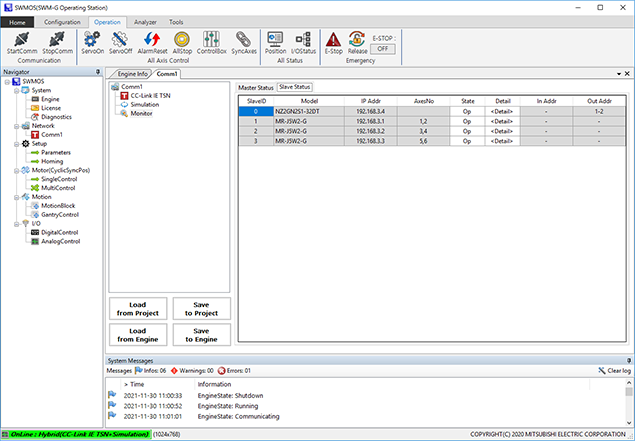 SWMOS(SWM-G Operating Station)
Home Configuration Operation Analyzer Tools
StartComm StopComm ServoOn ServoOff AlarmReset AllStop ControlBox SyncAxes Position I/OStatus E-Stop Release E-STOP : OFF
Communication All Axis Control All Status Emergency
Navigator
SWMOS
System
Engine
License
Diagnostics
Network
Comm1
Setup
Parameters
Homing
Motor(CyclicSyncPos)
SingleControl
MultiControl
Motion
MotionBlock
GantryControl
I/O
DigitalControl
AnalogControl
Engine Info Comm1
Comm1
CC-Link IE TSN
Simulation
Monitor
Load from Project
Save to Project
Load from Engine
Save to Engine
Master Status Slave Status
SlaveID Model IP Addr AxesNo State Detail In Addr Out Addr
0 NZ2GN2S1-32DT 192.168.3.4 Op <Detail> - 1-2
1 MR-J5W2-G 192.168.3.1 1,2 Op <Detail> - -
2 MR-J5W2-G 192.168.3.2 3,4 Op <Detail> - -
3 MR-J5W2-G 192.168.3.3 5,6 Op <Detail> - -
System Messages
Messages Infos: 06 Warnings: 00 Errors: 01 Clear log
> Time Information
2021-11-30 11:00:33 EngineState: Shutdown
2021-11-30 11:00:52 EngineState: Running
2021-11-30 11:01:01 EngineState: Communicating
OnLine : Hybrid(CC-Link IE TSN+Simulation) (1024x768) COPYRIGHT(C) 2020 MITSUBISHI ELECTRIC CORPORATION